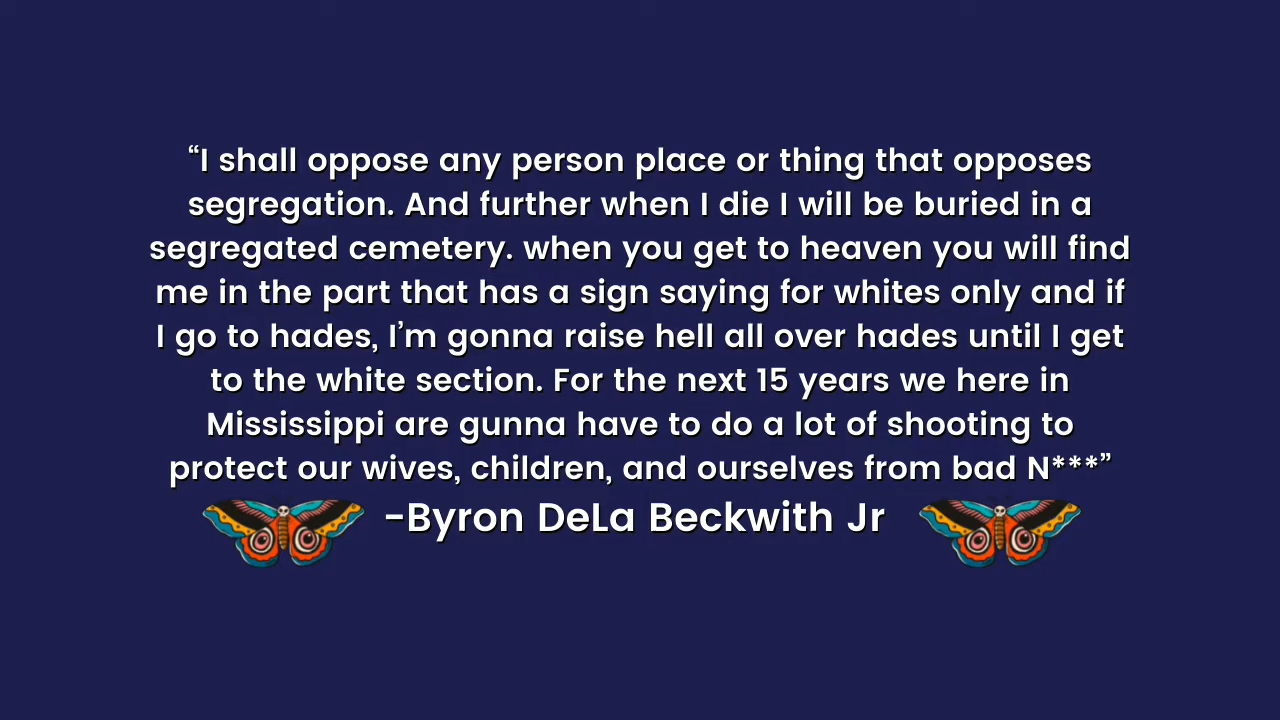 “I shall oppose any person place or thing that opposes
segregation. And further when I die I will be buried in a
segregated cemetery. when you get to heaven you will find
me in the part that has a sign saying for whites only and if
I go to hades, I’m gonna raise hell all over hades until I get
to the white section. For the next 15 years we here in
Mississippi are gunna have to do a lot of shooting to
protect our wives, children, and ourselves from bad N***”
-Byron DeLa Beckwith Jr